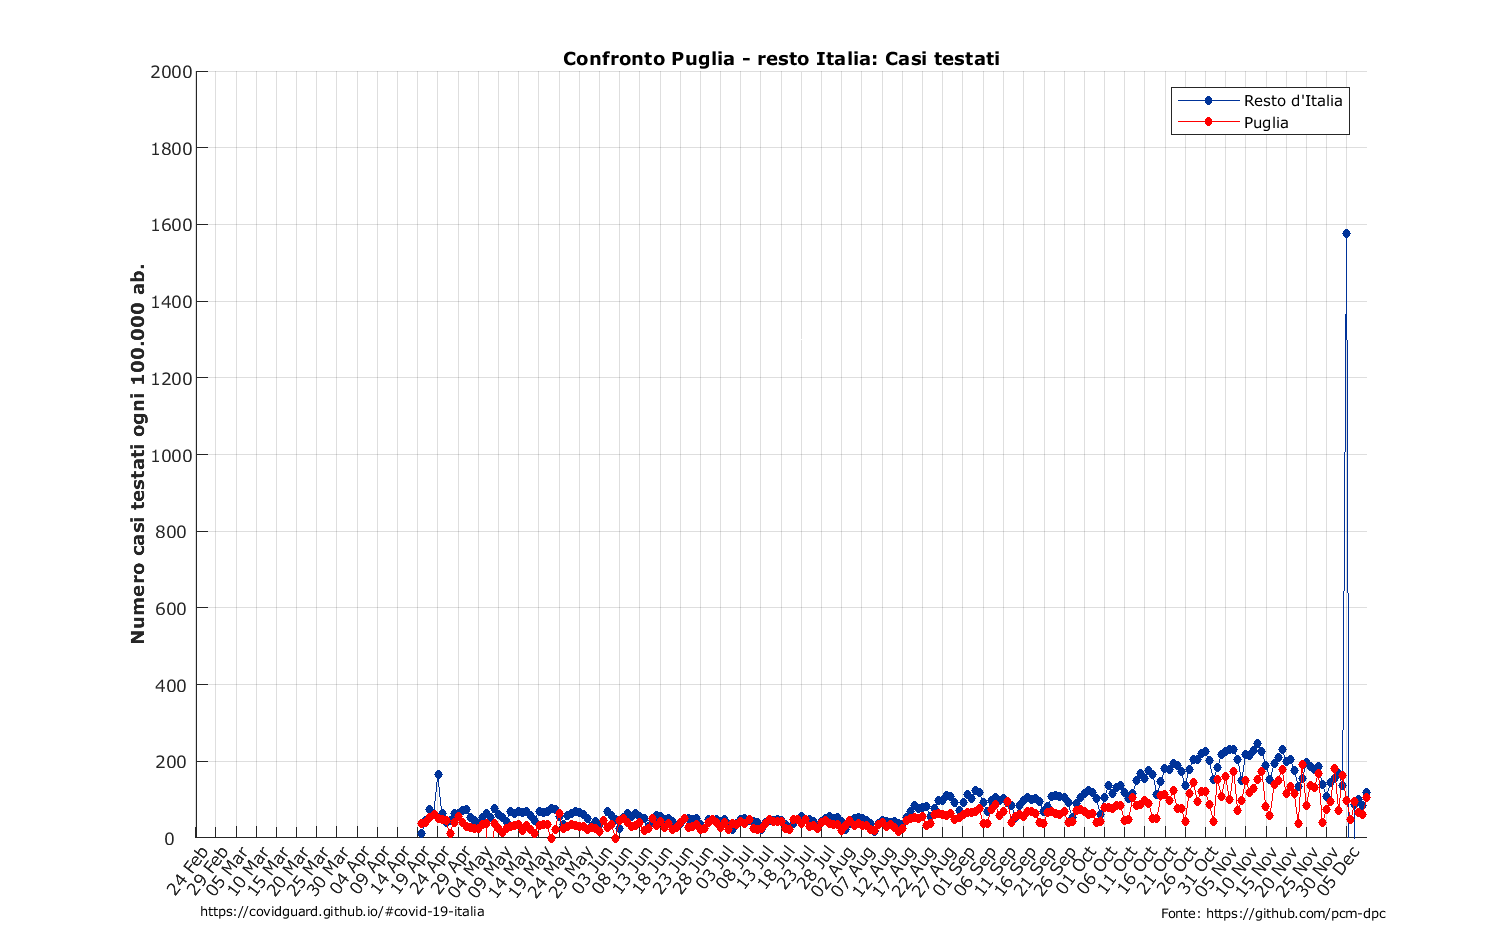 Confronto Puglia - resto Italia: Casi testati
Resto d'Italia
Puglia
Numero casi testati ogni 100.000 ab.
2000
1800
1600
1400
1200
1000
800
600
400
200
0
24 Feb
29 Feb
05 Mar
10 Mar
15 Mar
20 Mar
25 Mar
30 Mar
04 Apr
09 Apr
14 Apr
19 Apr
24 Apr
29 Apr
04 May
09 May
14 May
19 May
24 May
29 May
03 Jun
08 Jun
13 Jun
18 Jun
23 Jun
28 Jun
03 Jul
08 Jul
13 Jul
18 Jul
23 Jul
28 Jul
02 Aug
07 Aug
12 Aug
17 Aug
22 Aug
27 Aug
01 Sep
06 Sep
11 Sep
16 Sep
21 Sep
26 Sep
01 Oct
06 Oct
11 Oct
16 Oct
21 Oct
26 Oct
31 Oct
05 Nov
10 Nov
15 Nov
20 Nov
25 Nov
30 Nov
05 Dec
https://covidguard.github.io/#covid-19-italia
Fonte: https://github.com/pcm-dpc